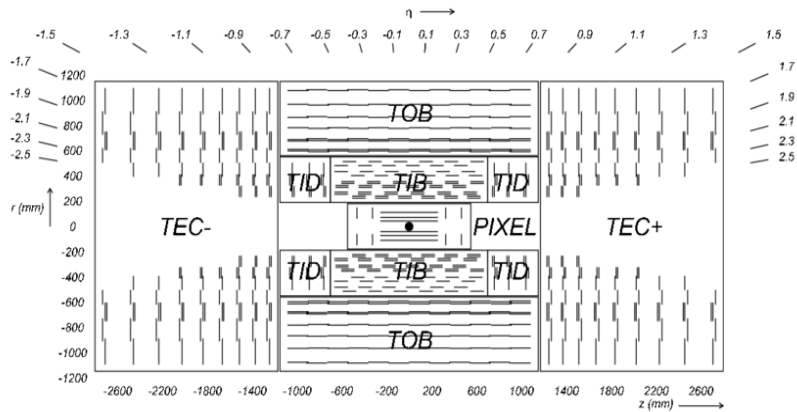 η
-1.5 -1.3 -1.1 -0.9 -0.7 -0.5 -0.3 -0.1 0.1 0.3 0.5 0.7 0.9 1.1 1.3 1.5
-1.7 1.7
1200
1000
-1.9 1.9
800 TOB
-2.1 2.1
600
-2.3 2.3
-2.5 2.5
400
TID TIB TID
200
r (mm)
0 TEC- PIXEL TEC+
-200
TID TIB TID
-400
-600
-800
TOB
-1000
-1200
-2600 -2200 -1800 -1400 -1000 -600 -200 200 600 1000 1400 1800 2200 2600
z (mm)